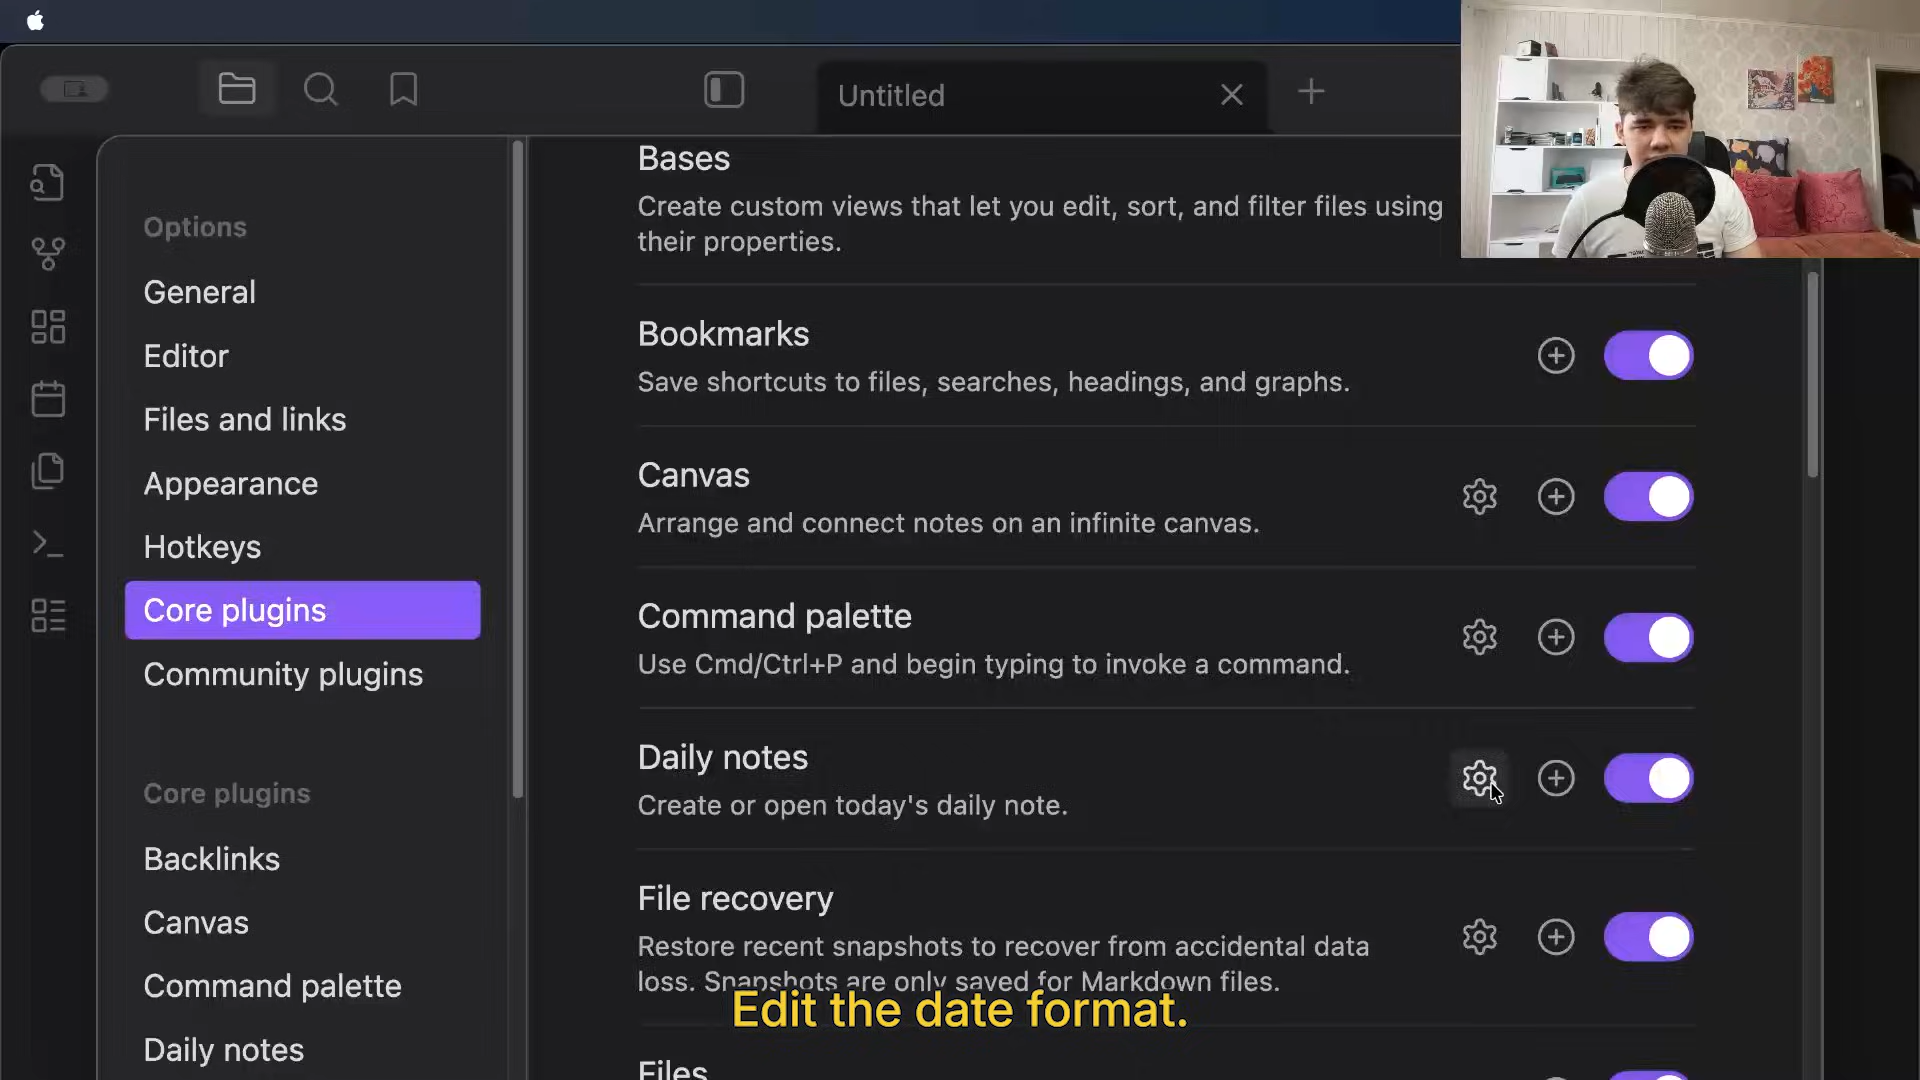 Untitled
Options
General
Editor
Files and links
Appearance
Hotkeys
Core plugins
Community plugins
Core plugins
Backlinks
Canvas
Command palette
Daily notes
Bases
Create custom views that let you edit, sort, and filter files using
their properties.
Bookmarks
Save shortcuts to files, searches, headings, and graphs.
Canvas
Arrange and connect notes on an infinite canvas.
Command palette
Use Cmd/Ctrl+P and begin typing to invoke a command.
Daily notes
Create or open today's daily note.
File recovery
Restore recent snapshots to recover from accidental data
loss. Snapshots are only saved for Markdown files.
Edit the date format.
Files